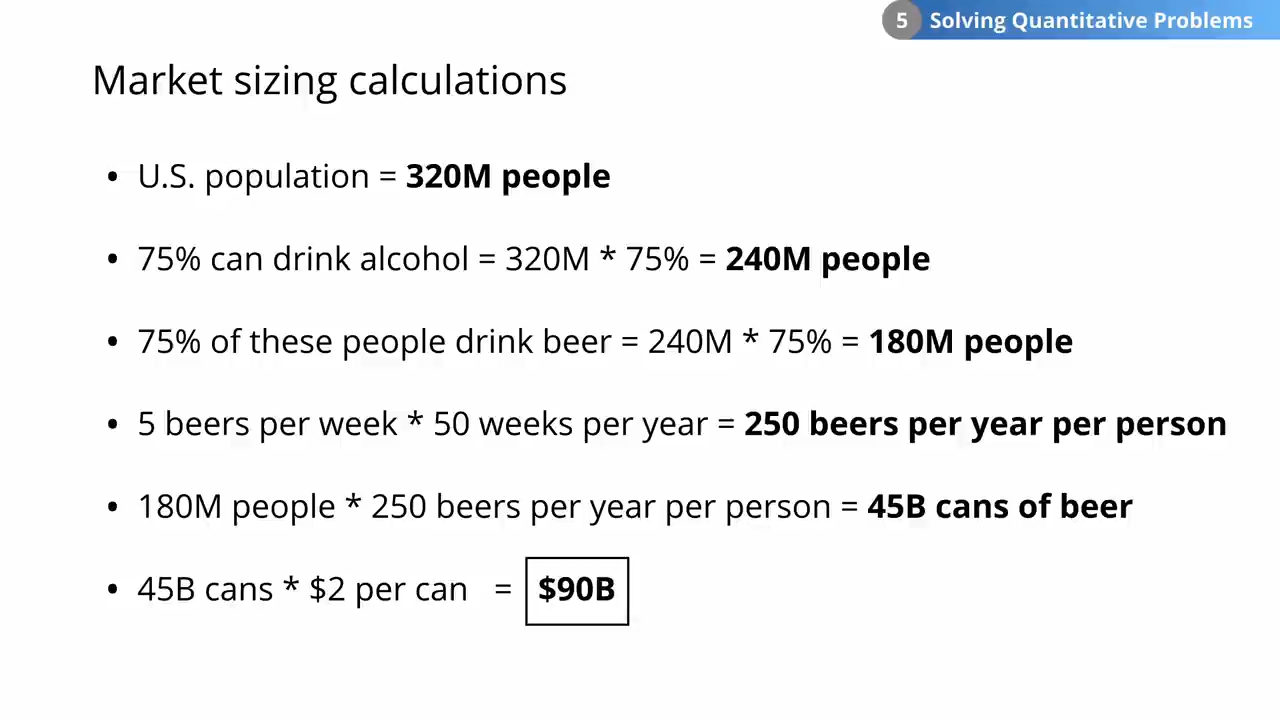 5 Solving Quantitative Problems
Market sizing calculations
• U.S. population = 320M people
• 75% can drink alcohol = 320M * 75% = 240M people
• 75% of these people drink beer = 240M * 75% = 180M people
• 5 beers per week * 50 weeks per year = 250 beers per year per person
• 180M people * 250 beers per year per person = 45B cans of beer
• 45B cans * $2 per can = $90B